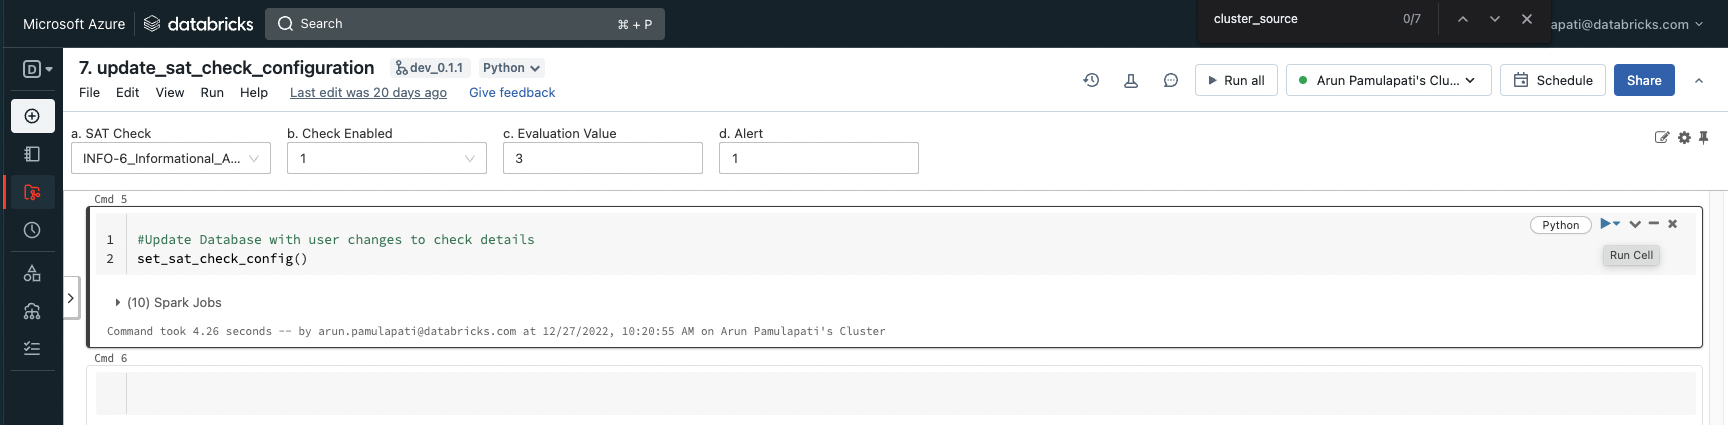 Microsoft Azure databricks Search ⌘ + P cluster_source 0/7 apati@databricks.com
7. update_sat_check_configuration dev_0.1.1 Python
File Edit View Run Help Last edit was 20 days ago Give feedback
Run all Arun Pamulapati's Clu... Schedule Share
a. SAT Check b. Check Enabled c. Evaluation Value d. Alert
INFO-6_Informational_A... 1 3 1
Cmd 5
Python
1 #Update Database with user changes to check details
2 set_sat_check_config()
Run Cell
(10) Spark Jobs
Command took 4.26 seconds -- by arun.pamulapati@databricks.com at 12/27/2022, 10:20:55 AM on Arun Pamulapati's Cluster
Cmd 6